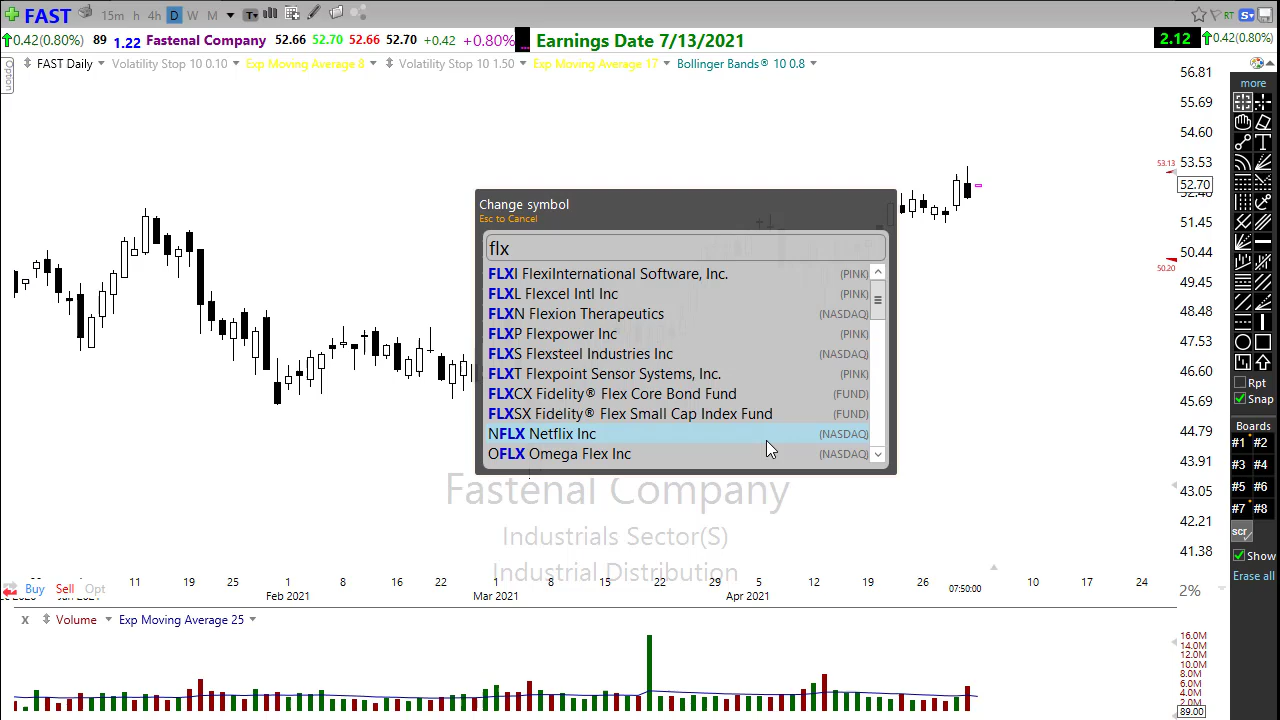 FAST 15m h 4h D W M T
RT S
0.42(0.80%) 89 1.22 Fastenal Company 52.66 52.70 52.66 52.70 +0.42 +0.80% Earnings Date 7/13/2021 2.12 0.42(0.80%)
Option
FAST Daily Volatility Stop 10 0.10 Exp Moving Average 8 Volatility Stop 10 1.50 Exp Moving Average 17 Bollinger Bands® 10 0.8
more
T
56.81
55.69
54.60
53.53
53.13
52.70
52.40
51.45
50.44
50.20
49.45
48.48
47.53
46.60
45.69
44.79
43.91
43.05
42.21
41.38
2%
Change symbol
Esc to Cancel
flx
FLXI FlexiInternational Software, Inc. (PINK)
FLXL Flexcel Intl Inc (PINK)
FLXN Flexion Therapeutics (NASDAQ)
FLXP Flexpower Inc (PINK)
FLXS Flexsteel Industries Inc (NASDAQ)
FLXT Flexpoint Sensor Systems, Inc. (PINK)
FLXCX Fidelity® Flex Core Bond Fund (FUND)
FLXSX Fidelity® Flex Small Cap Index Fund (FUND)
NFLX Netflix Inc (NASDAQ)
OFLX Omega Flex Inc (NASDAQ)
Fastenal Company
Industrials Sector(S)
Industrial Distribution
Rpt
Snap
Boards
#1 #2
#3 #4
#5 #6
#7 #8
scr
Show
Erase all
11 19 25 1 8 16 22 1 8 15 22 29 5 12 19 26 07:50:00 10 17 24
Buy Sell Opt
Feb 2021 Mar 2021 Apr 2021
x Volume Exp Moving Average 25
16.0M
14.0M
12.0M
10.0M
8.0M
6.0M
4.0M
2.0M
89.00